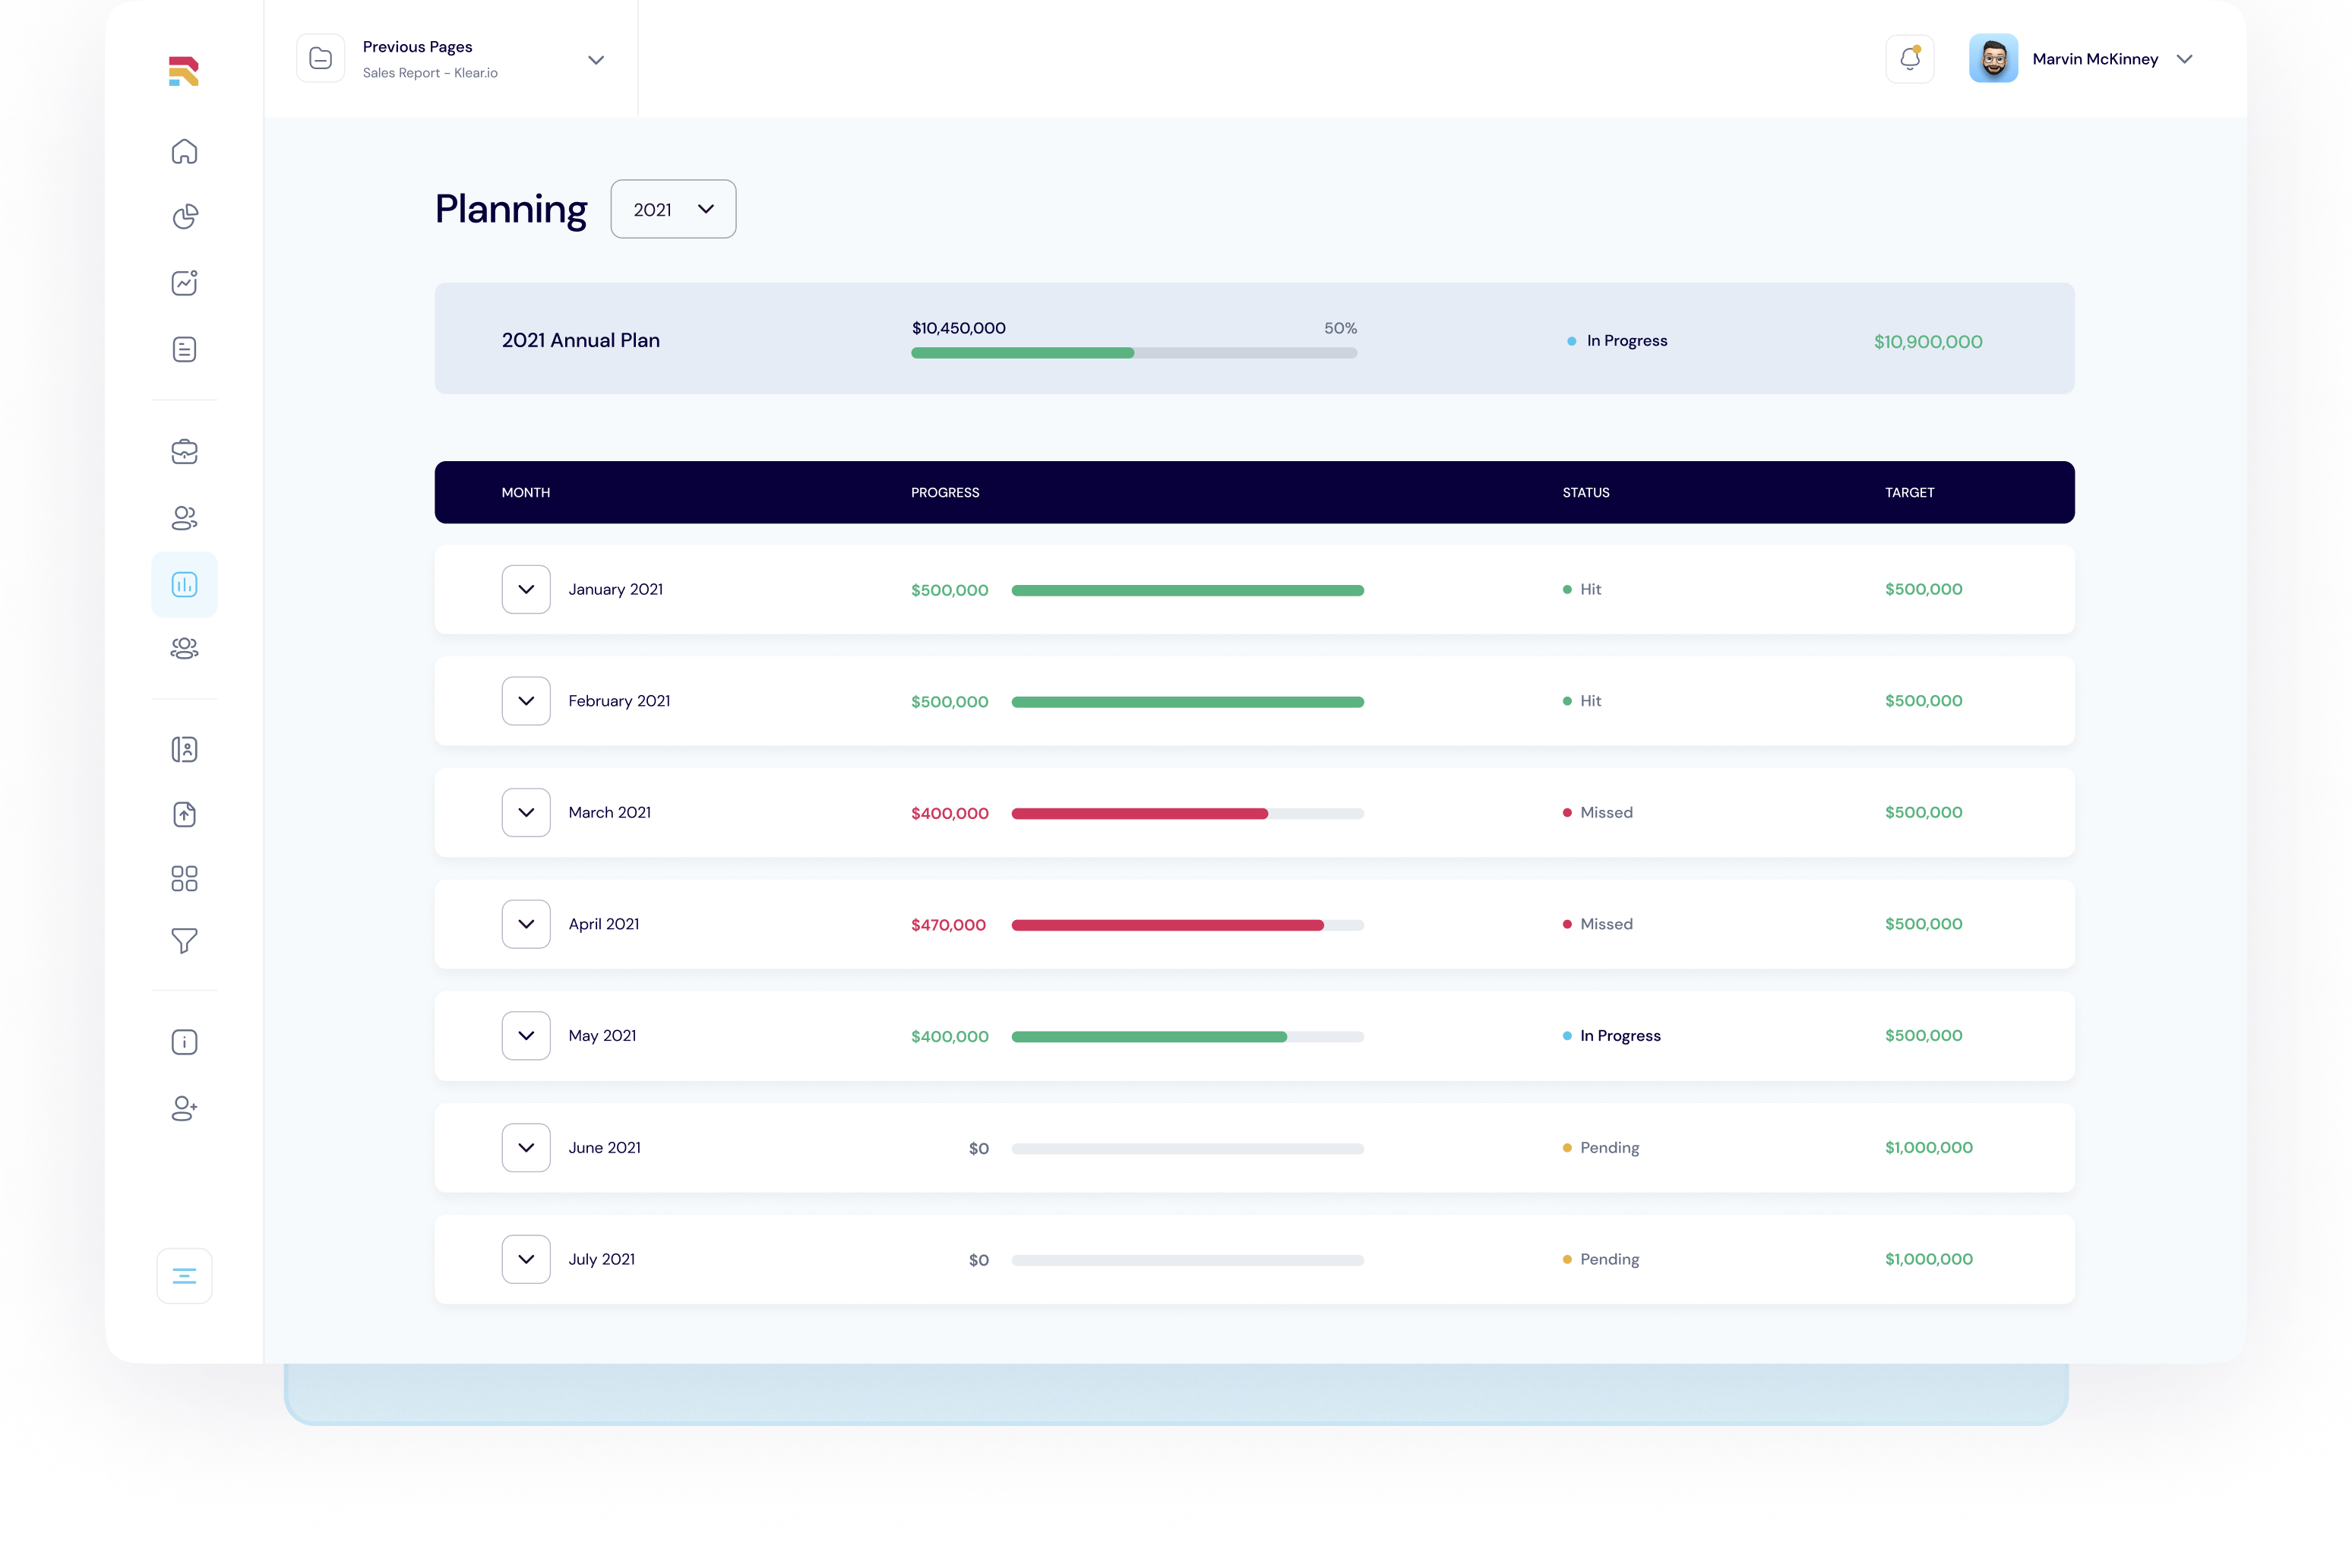 Previous Pages
Sales Report - Klear.io
Marvin McKinney
Planning
2021
2021 Annual Plan
$10,450,000
50%
In Progress
$10,900,000
MONTH PROGRESS STATUS TARGET
January 2021 $500,000 Hit $500,000
February 2021 $500,000 Hit $500,000
March 2021 $400,000 Missed $500,000
April 2021 $470,000 Missed $500,000
May 2021 $400,000 In Progress $500,000
June 2021 $0 Pending $1,000,000
July 2021 $0 Pending $1,000,000